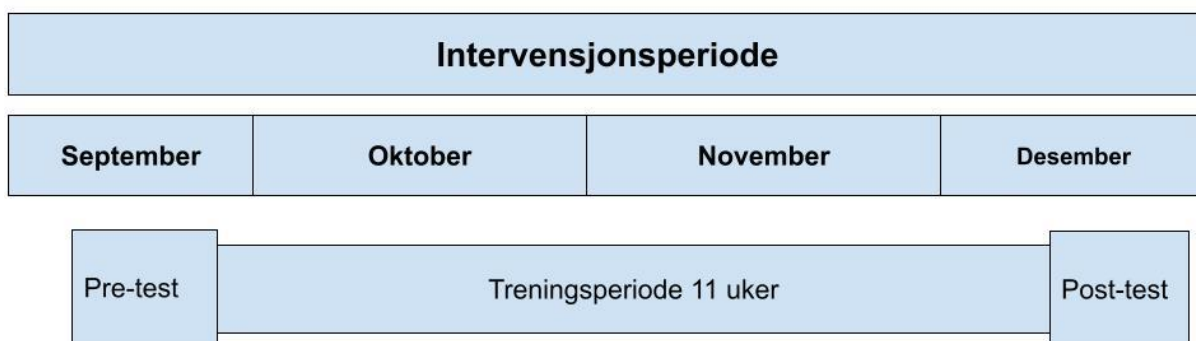 Intervensjonsperiode
September Oktober November Desember
Pre-test Treningsperiode 11 uker Post-test